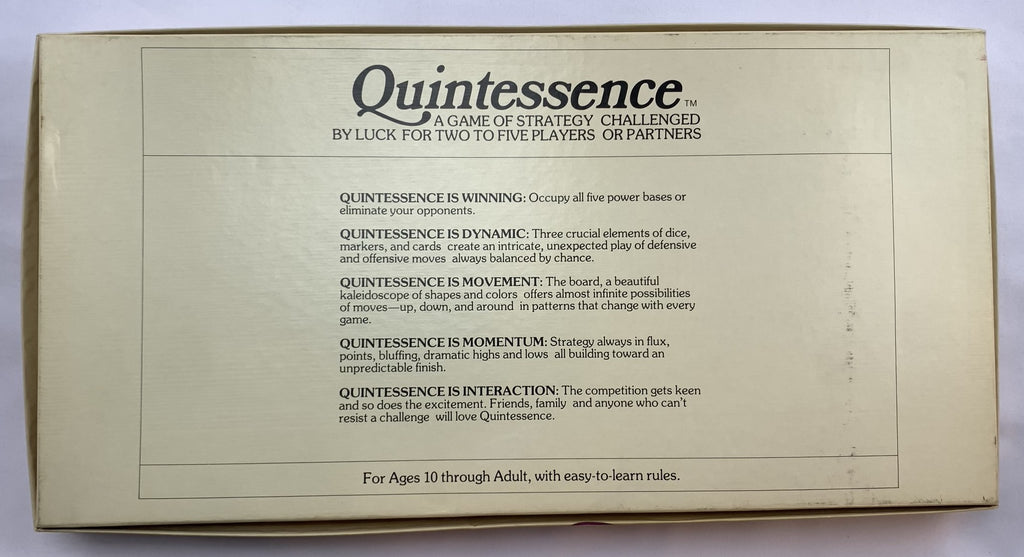 Quintessence™
A GAME OF STRATEGY CHALLENGED
BY LUCK FOR TWO TO FIVE PLAYERS OR PARTNERS
QUINTESSENCE IS WINNING: Occupy all five power bases or
eliminate your opponents.
QUINTESSENCE IS DYNAMIC: Three crucial elements of dice,
markers, and cards create an intricate, unexpected play of defensive
and offensive moves always balanced by chance.
QUINTESSENCE IS MOVEMENT: The board, a beautiful
kaleidoscope of shapes and colors offers almost infinite possibilities
of moves—up, down, and around in patterns that change with every
game.
QUINTESSENCE IS MOMENTUM: Strategy always in flux,
points, bluffing, dramatic highs and lows all building toward an
unpredictable finish.
QUINTESSENCE IS INTERACTION: The competition gets keen
and so does the excitement. Friends, family and anyone who can't
resist a challenge will love Quintessence.
For Ages 10 through Adult, with easy-to-learn rules.